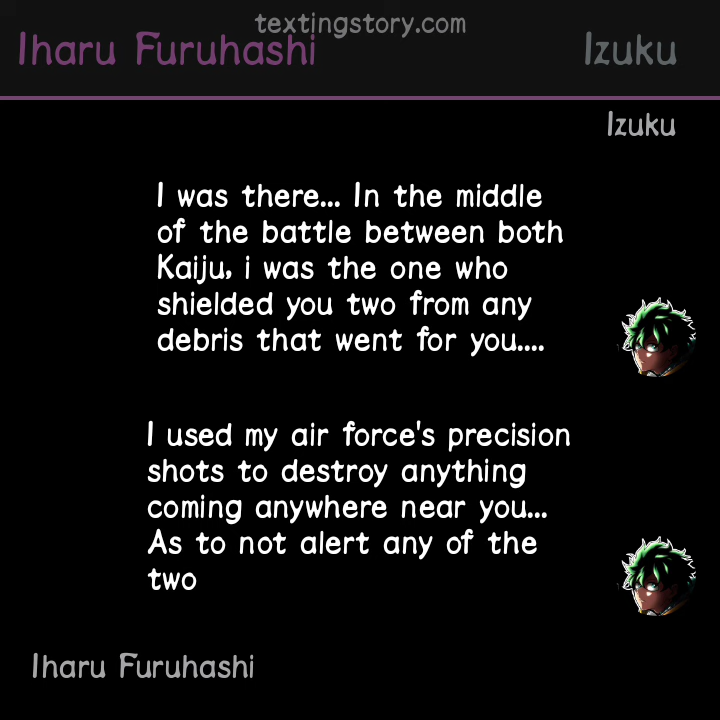 textingstory.com
Iharu Furuhashi
Izuku
Izuku
I was there... In the middle
of the battle between both
Kaiju, i was the one who
shielded you two from any
debris that went for you....
I used my air force's precision
shots to destroy anything
coming anywhere near you...
As to not alert any of the
two
Iharu Furuhashi